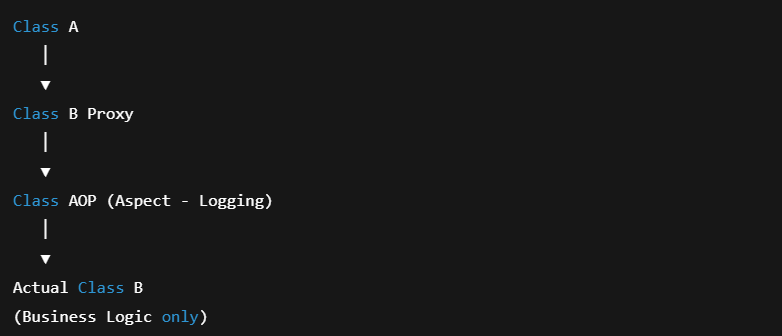 Class A
│
▼
Class B Proxy
│
▼
Class AOP (Aspect - Logging)
│
▼
Actual Class B
(Business Logic only)